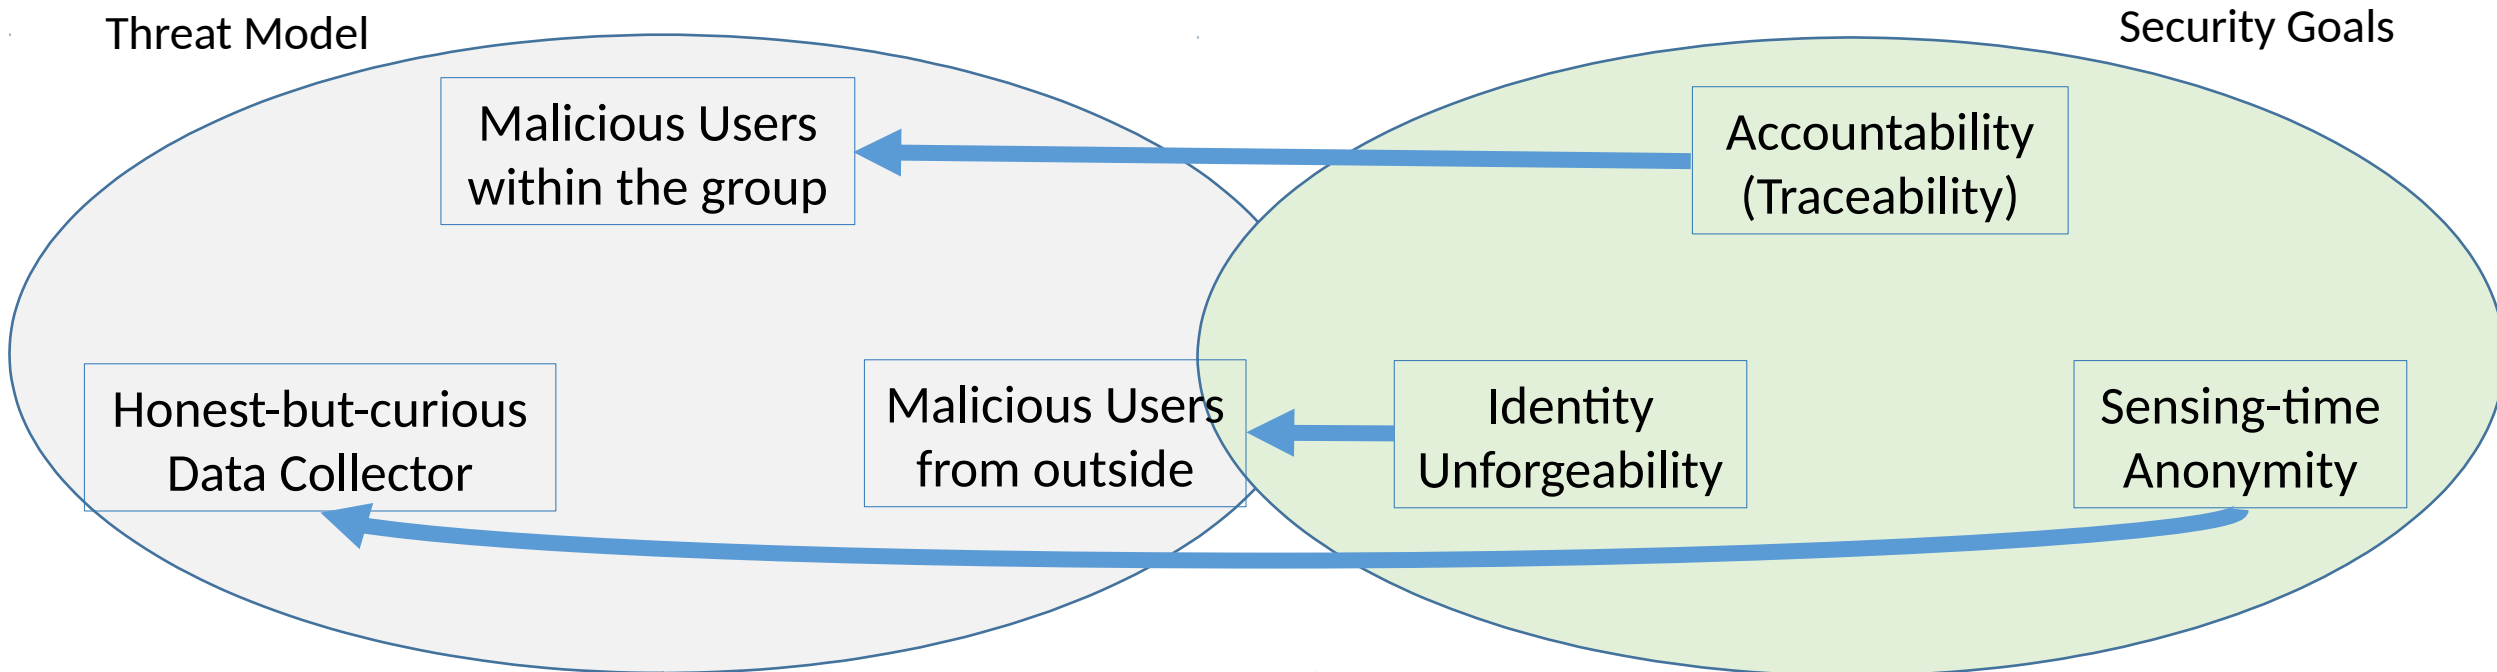 Threat Model
Security Goals
Malicious Users
within the group
Accountability
(Traceability)
Honest-but-curious
Data Collector
Malicious Users
from outside
Identity
Unforgeability
Sensing-time
Anonymity